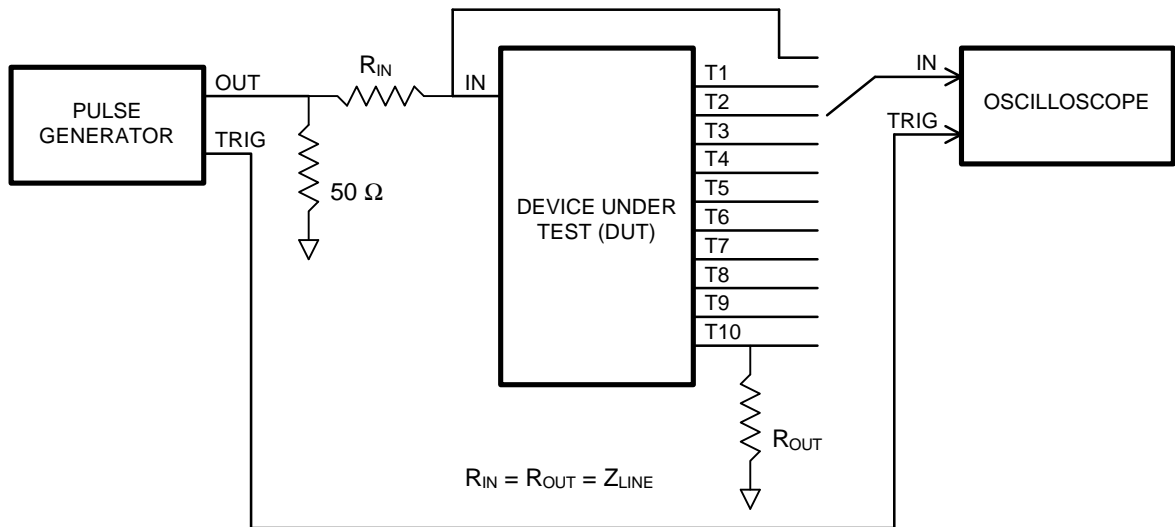 PULSE
GENERATOR
OUT
TRIG
R_IN
50 Ω
IN
DEVICE UNDER
TEST (DUT)
T1
T2
T3
T4
T5
T6
T7
T8
T9
T10
R_OUT
IN
TRIG
OSCILLOSCOPE
R_IN = R_OUT = Z_LINE